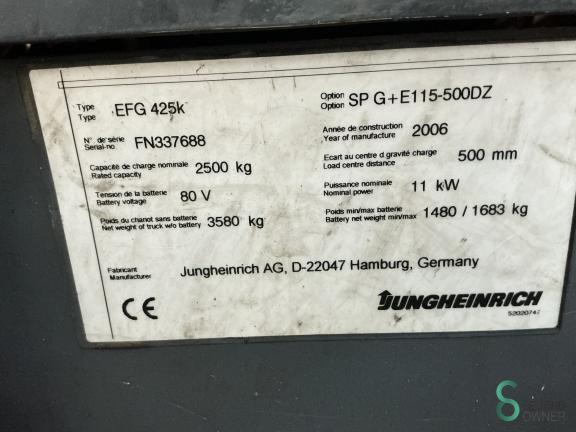 Type EFG 425k Option SP G+E115-500DZ
Type Option
N° de série FN337688 Année de construction 2006
Serial-no Year of manufacture
Capacité de charge nominale 2500 kg Ecart au centre d gravité charge 500 mm
Rated capacity Load centre distance
Tension de la batterie 80 V Puissance nominale 11 kW
Battery voltage Nominal power
Poids du chariot sans batterie 3580 kg Poids min/max batterie 1480 / 1683 kg
Net weight of truck w/o battery Battery net weight min/max
Fabricant Jungheinrich AG, D-22047 Hamburg, Germany
Manufacturer
CE JUNGHEINRICH
OWNER